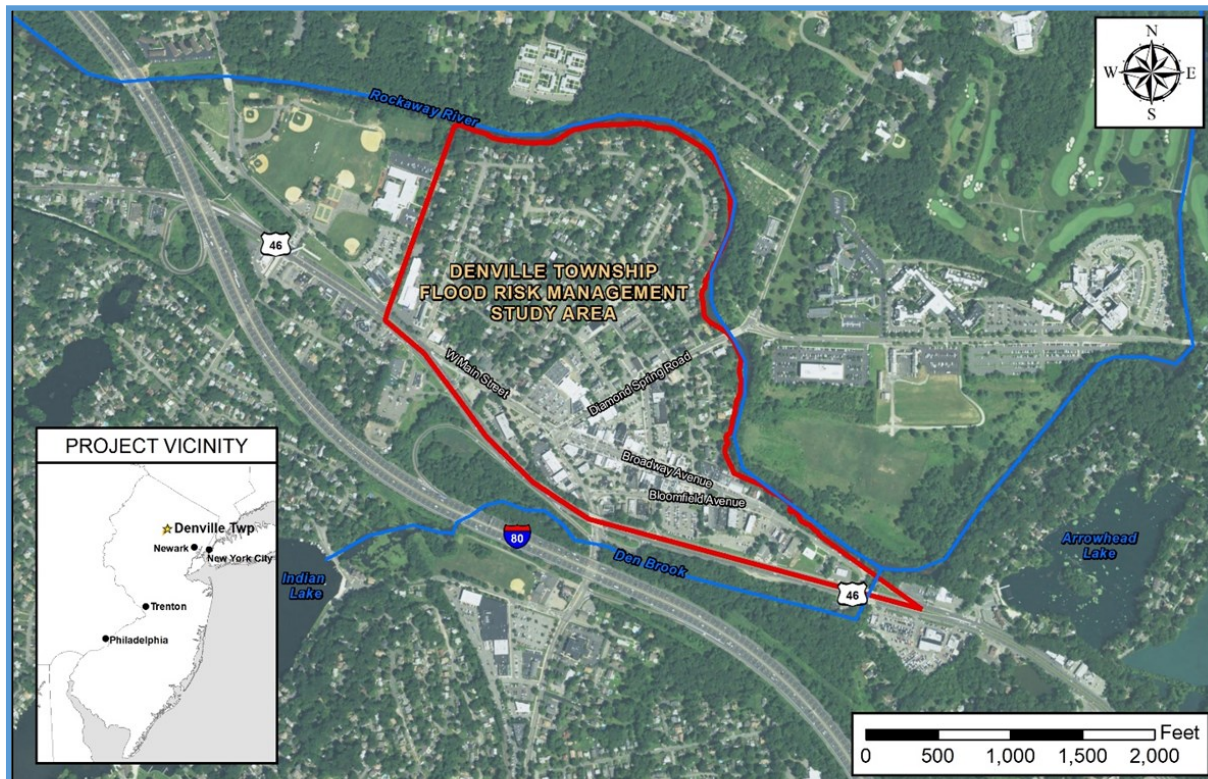 N
W E
S
Rockaway River
46
DENVILLE TOWNSHIP
FLOOD RISK MANAGEMENT
STUDY AREA
W Main Street
Diamond Spring Road
Broadway Avenue
Bloomfield Avenue
80
Den Brook
Indian
Lake
Arrowhead
Lake
46
PROJECT VICINITY
Denville Twp
Newark
New York City
Trenton
Philadelphia
Feet
0 500 1,000 1,500 2,000